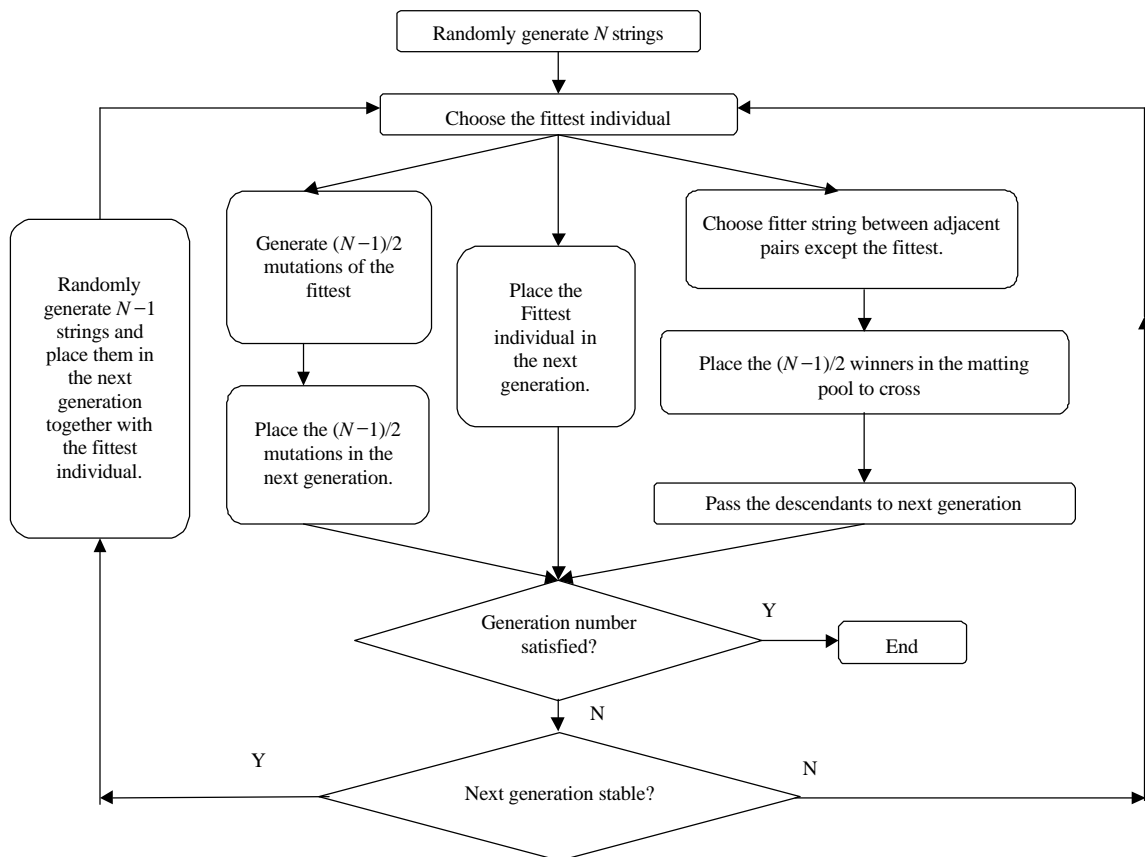 Randomly generate N strings
Choose the fittest individual
Generate (N−1)/2
mutations of the
fittest
Place the (N−1)/2
mutations in the
next generation.
Place the
Fittest
individual in
the next
generation.
Choose fitter string between adjacent
pairs except the fittest.
Place the (N−1)/2 winners in the matting
pool to cross
Pass the descendants to next generation
Randomly
generate N−1
strings and
place them in
the next
generation
together with
the fittest
individual.
Generation number
satisfied?
Y
End
N
Next generation stable?
Y
N